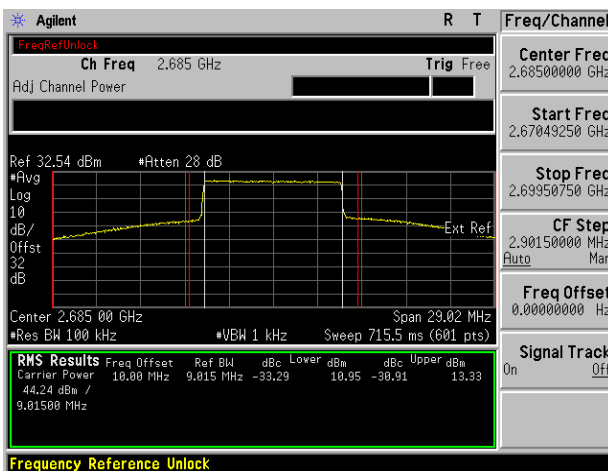 Agilent R T Freq/Channel
FreqRefUnlock
Ch Freq 2.685 GHz Trig Free
Adj Channel Power
Center Freq
2.68500000 GHz
Start Freq
2.67049250 GHz
Stop Freq
2.69950750 GHz
CF Step
2.90150000 MHz
Auto Man
Freq Offset
0.00000000 Hz
Signal Track
On Off
Ref 32.54 dBm #Atten 28 dB
#Avg
Log
10
dB/
Offst
32
dB
Ext Ref
Center 2.685 00 GHz Span 29.02 MHz
#Res BW 100 kHz #VBW 1 kHz Sweep 715.5 ms (601 pts)
RMS Results Freq Offset Ref BW dBc Lower dBm dBc Upper dBm
Carrier Power 10.00 MHz 9.015 MHz -33.29 10.95 -30.91 13.33
44.24 dBm /
9.01500 MHz
Frequency Reference Unlock